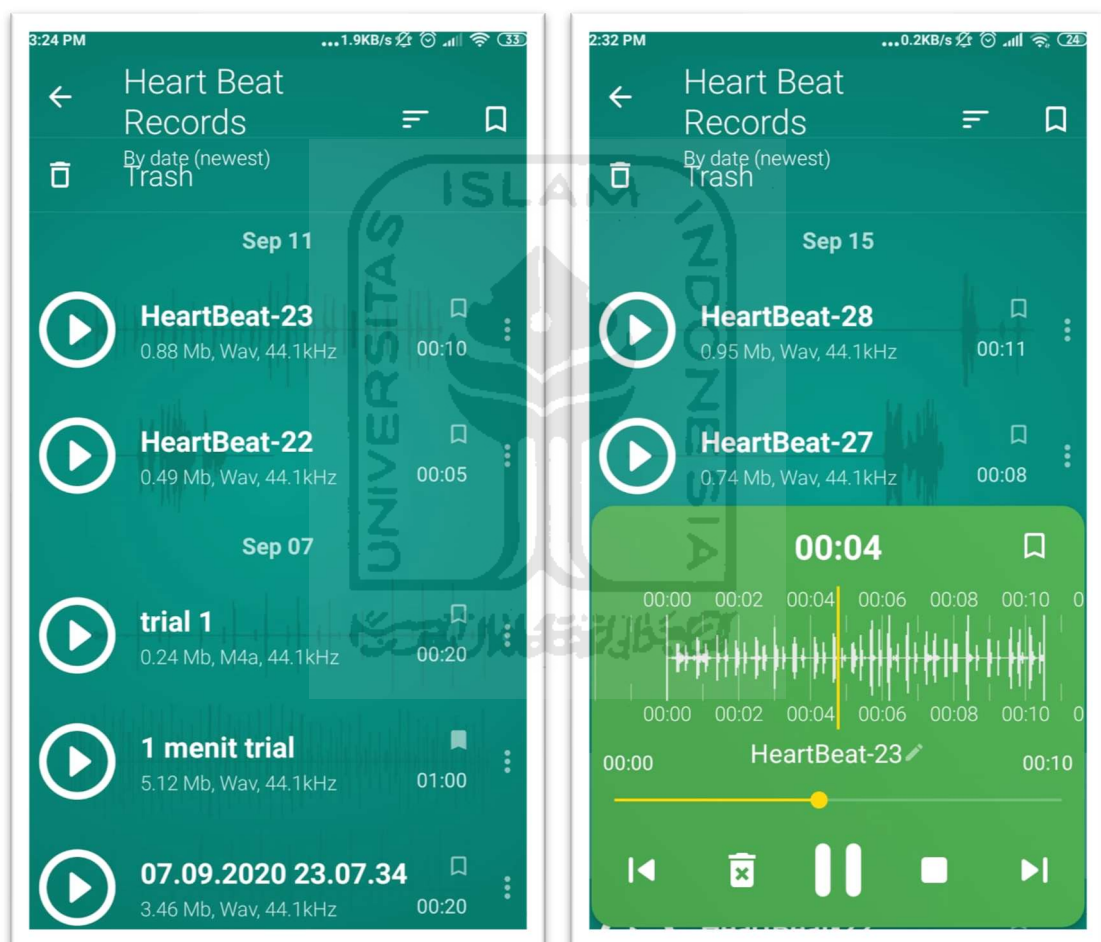 3:24 PM
...1.9KB/s 33
Heart Beat
Records
By date (newest)
Trash
Sep 11
HeartBeat-23
0.88 Mb, Wav, 44.1kHz
00:10
HeartBeat-22
0.49 Mb, Wav, 44.1kHz
00:05
Sep 07
trial 1
0.24 Mb, M4a, 44.1kHz
00:20
1 menit trial
5.12 Mb, Wav, 44.1kHz
01:00
07.09.2020 23.07.34
3.46 Mb, Wav, 44.1kHz
00:20
2:32 PM
...0.2KB/s 24
Heart Beat
Records
By date (newest)
Trash
Sep 15
HeartBeat-28
0.95 Mb, Wav, 44.1kHz
00:11
HeartBeat-27
0.74 Mb, Wav, 44.1kHz
00:08
00:04
00:00 00:02 00:04 00:06 00:08 00:10 0
00:00 00:02 00:04 00:06 00:08 00:10 0
HeartBeat-23
00:00
00:10
UNIVERSITAS
ISLAM
INDONESIA